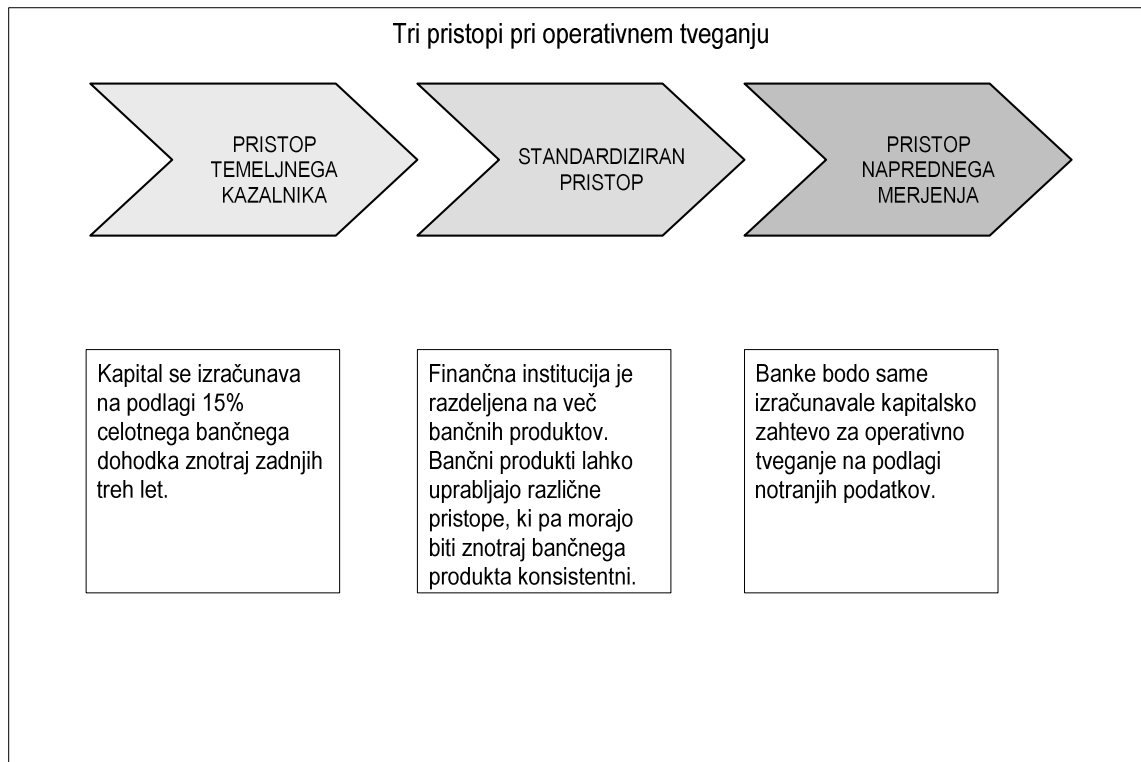 Tri pristopi pri operativnem tveganju
PRISTOP
TEMELJNEGA
KAZALNIKA
STANDARDIZIRAN
PRISTOP
PRISTOP
NAPREDNEGA
MERJENJA
Kapital se izračunava
na podlagi 15%
celotnega bančnega
dohodka znotraj zadnjih
treh let.
Finančna institucija je
razdeljena na več
bančnih produktov.
Bančni produkti lahko
uprabljajo različne
pristope, ki pa morajo
biti znotraj bančnega
produkta konsistentni.
Banke bodo same
izračunavale kapitalsko
zahtevo za operativno
tveganje na podlagi
notranjih podatkov.